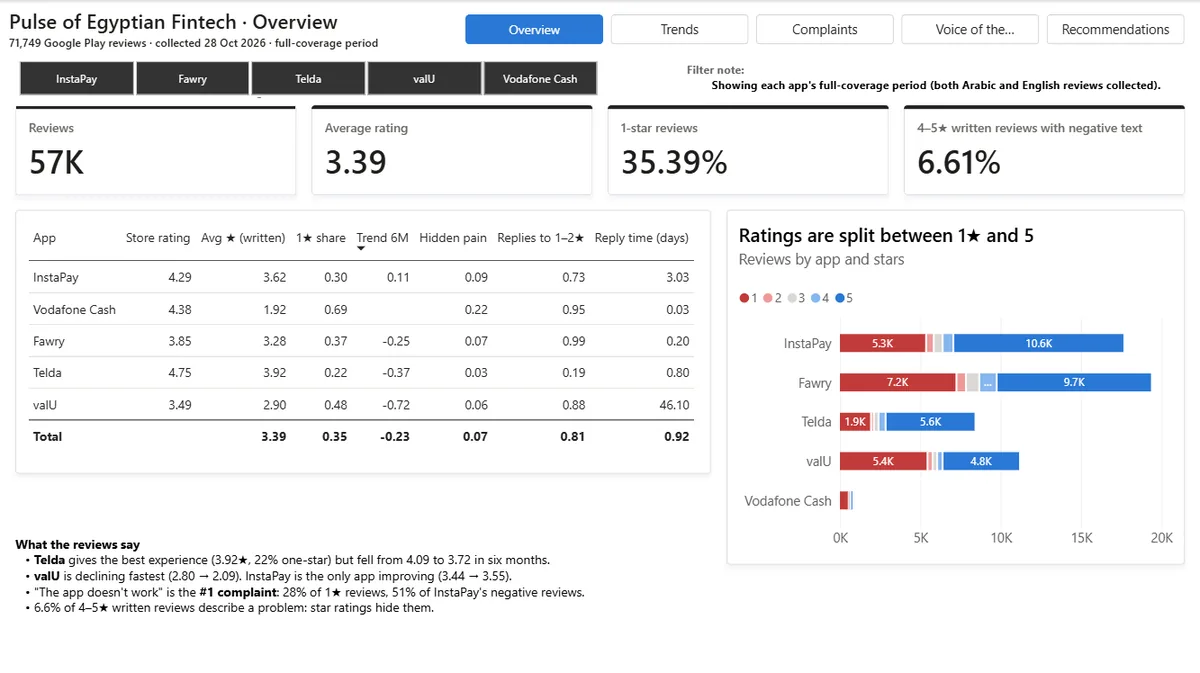 Pulse of Egyptian Fintech · Overview
71,749 Google Play reviews · collected 28 Oct 2026 · full-coverage period
Overview
Trends
Complaints
Voice of the...
Recommendations
InstaPay
Fawry
Telda
valU
Vodafone Cash
Filter note:
Showing each app's full-coverage period (both Arabic and English reviews collected).
Reviews
57K
Average rating
3.39
1-star reviews
35.39%
4–5★ written reviews with negative text
6.61%
App Store rating Avg ★ (written) 1★ share Trend 6M Hidden pain Replies to 1–2★ Reply time (days)
InstaPay 4.29 3.62 0.30 0.11 0.09 0.73 3.03
Vodafone Cash 4.38 1.92 0.69 0.22 0.95 0.03
Fawry 3.85 3.28 0.37 -0.25 0.07 0.99 0.20
Telda 4.75 3.92 0.22 -0.37 0.03 0.19 0.80
valU 3.49 2.90 0.48 -0.72 0.06 0.88 46.10
Total 3.39 0.35 -0.23 0.07 0.81 0.92
Ratings are split between 1★ and 5
Reviews by app and stars
1 2 3 4 5
InstaPay 5.3K 10.6K
Fawry 7.2K ... 9.7K
Telda 1.9K 5.6K
valU 5.4K 4.8K
Vodafone Cash
0K 5K 10K 15K 20K
What the reviews say
• Telda gives the best experience (3.92★, 22% one-star) but fell from 4.09 to 3.72 in six months.
• valU is declining fastest (2.80 → 2.09). InstaPay is the only app improving (3.44 → 3.55).
• "The app doesn't work" is the #1 complaint: 28% of 1★ reviews, 51% of InstaPay's negative reviews.
• 6.6% of 4–5★ written reviews describe a problem: star ratings hide them.